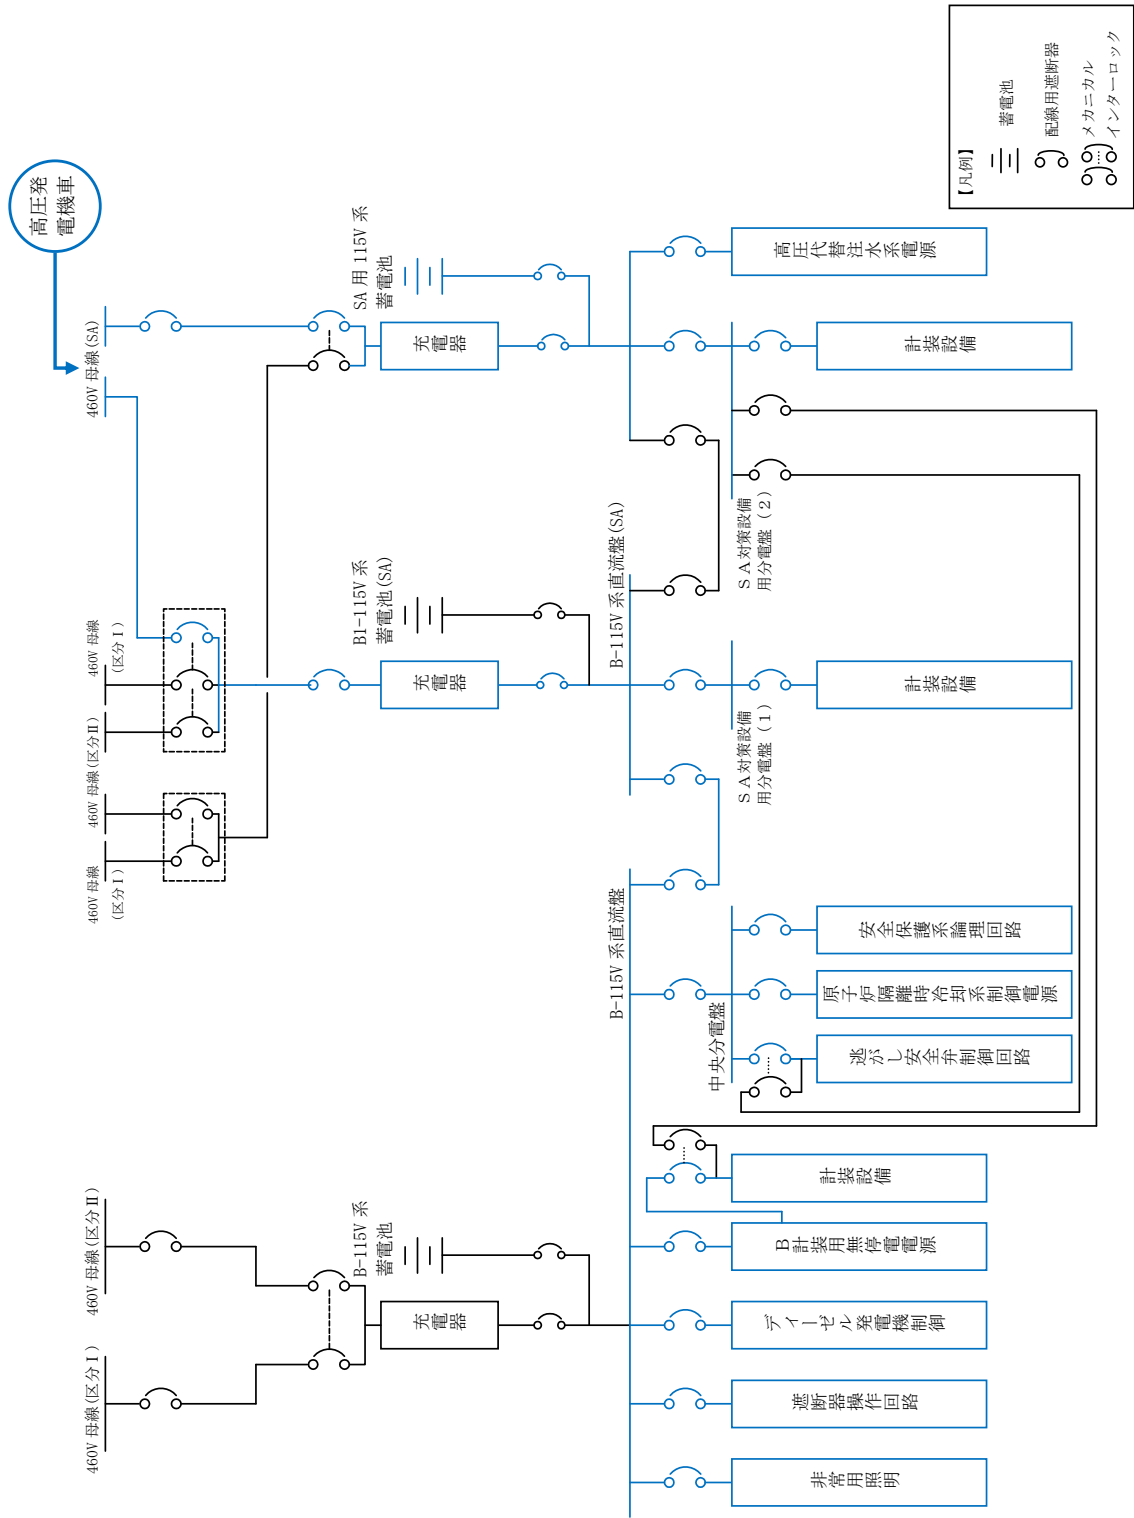 高圧発
電機車
460V 母線(SA)
460V 母線
(区分Ⅰ)
460V 母線(区分Ⅱ)
460V 母線
(区分Ⅰ)
460V 母線(区分Ⅱ)
460V 母線(区分Ⅰ)
SA 用 115V 系
蓄電池
充電器
B1-115V 系
蓄電池(SA)
充電器
B-115V 系
蓄電池
充電器
B-115V 系直流盤(SA)
B-115V 系直流盤
高圧代替注水系電源
計装設備
SA対策設備
用分電盤(2)
計装設備
SA対策設備
用分電盤(1)
中央分電盤
安全保護系論理回路
原子炉隔離時冷却系制御電源
逃がし安全弁制御回路
計装設備
B計装用無停電電源
ディーゼル発電機制御
遮断器操作回路
非常用照明
【凡例】
蓄電池
配線用遮断器
メカニカル
インターロック